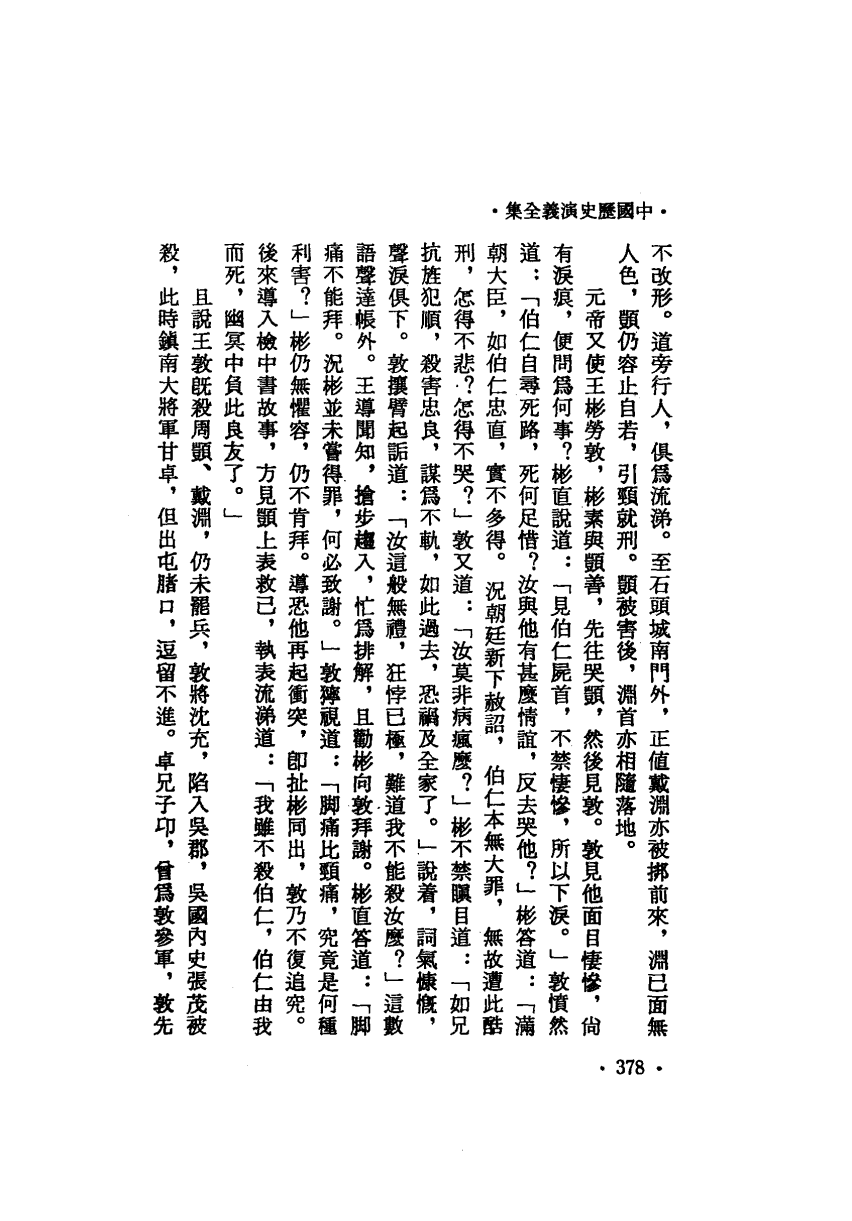 ・中國歷史演義全集・
不改形。道旁行人，俱爲流涕。至石頭城南門外，正值戴淵亦被挷前來，淵已面無
人色，顗仍容止自若，引頸就刑。顗被害後，淵首亦相隨落地。
元帝又使王彬勞敦，彬素與顗善，先往哭顗，然後見敦。敦見他面目悽慘，尙
有淚痕，便問爲何事？彬直說道：「見伯仁屍首，不禁悽慘，所以下淚。」敦憤然
道：「伯仁自尋死路，死何足惜？汝與他有甚麼情誼，反去哭他？」彬答道：「滿
朝大臣，如伯仁忠直，實不多得。況朝廷新下赦詔，伯仁本無大罪，無故遭此酷
刑，怎得不悲？怎得不哭？」敦又道：「汝莫非病瘋麼？」彬不禁瞋目道：「如兄
抗旌犯順，殺害忠良，謀爲不軌，如此過去，恐禍及全家了。」說着，詞氣慷慨，
聲淚俱下。敦攘臂起詬道：「汝這般無禮，狂悖已極，難道我不能殺汝麼？」這數
語聲達帳外。王導聞知，搶步趨入，忙爲排解，且勸彬向敦拜謝。彬直答道：「脚
痛不能拜。況彬並未嘗得罪，何必致謝。」敦獰視道：「脚痛比頸痛，究竟是何種
利害？」彬仍無懼容，仍不肯拜。導恐他再起衝突，卽扯彬同出，敦乃不復追究。
後來導入檢中書故事，方見顗上表救己，執表流涕道：「我雖不殺伯仁，伯仁由我
而死，幽冥中負此良友了。」
且說王敦旣殺周顗、戴淵，仍未罷兵，敦將沈充，陷入吳郡，吳國內史張茂被
殺，此時鎭南大將軍甘卓，但出屯豬口，逗留不進。卓兄子卬，曾爲敦參軍，敦先
・378・